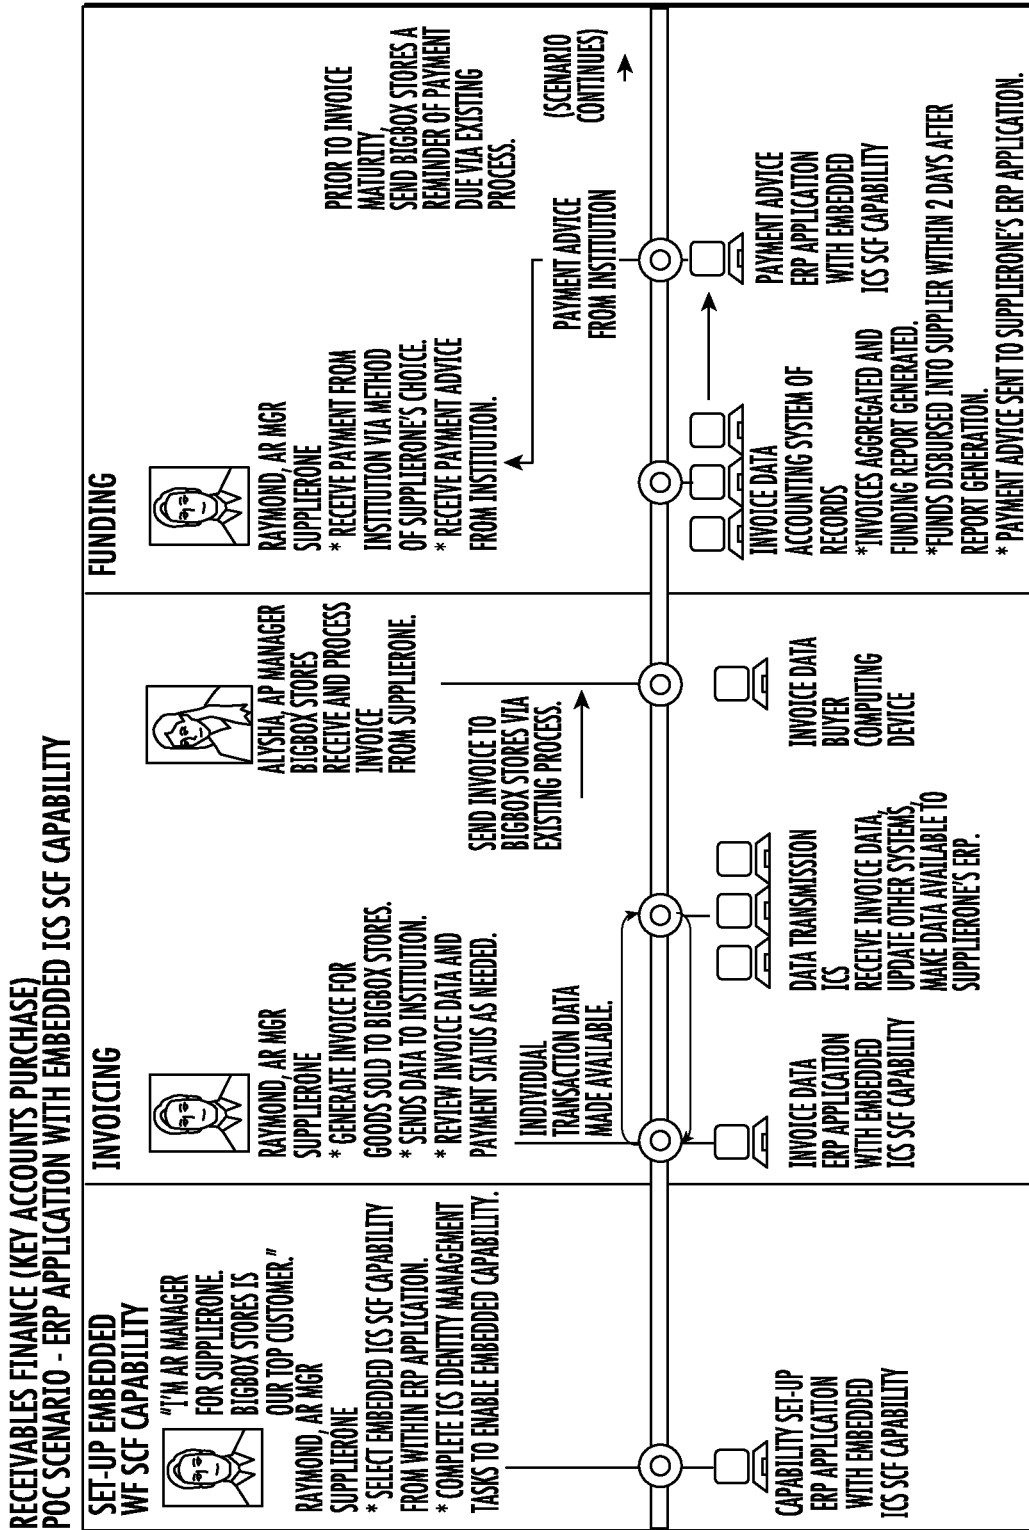 RECEIVABLES FINANCE (KEY ACCOUNTS PURCHASE)
POC SCENARIO - ERP APPLICATION WITH EMBEDDED ICS SCF CAPABILITY
SET-UP EMBEDDED
WF SCF CAPABILITY
"I'M AR MANAGER
FOR SUPPLIERONE.
BIGBOX STORES IS
OUR TOP CUSTOMER."
RAYMOND, AR MGR
SUPPLIERONE
* SELECT EMBEDDED ICS SCF CAPABILITY
FROM WITHIN ERP APPLICATION.
* COMPLETE ICS IDENTITY MANAGEMENT
TASKS TO ENABLE EMBEDDED CAPABILITY.
CAPABILITY SET-UP
ERP APPLICATION
WITH EMBEDDED
ICS SCF CAPABILITY
INVOICING
RAYMOND, AR MGR
SUPPLIERONE
* GENERATE INVOICE FOR
GOODS SOLD TO BIGBOX STORES.
* SENDS DATA TO INSTITUTION.
* REVIEW INVOICE DATA AND
PAYMENT STATUS AS NEEDED.
INDIVIDUAL
TRANSACTION DATA
MADE AVAILABLE.
INVOICE DATA
ERP APPLICATION
WITH EMBEDDED
ICS SCF CAPABILITY
DATA TRANSMISSION
ICS
RECEIVE INVOICE DATA,
UPDATE OTHER SYSTEMS,
MAKE DATA AVAILABLE TO
SUPPLIERONE'S ERP.
ALYSHA, AP MANAGER
BIGBOX STORES
RECEIVE AND PROCESS
INVOICE
FROM SUPPLIERONE.
SEND INVOICE TO
BIGBOX STORES VIA
EXISTING PROCESS.
INVOICE DATA
BUYER
COMPUTING
DEVICE
FUNDING
RAYMOND, AR MGR
SUPPLIERONE
* RECEIVE PAYMENT FROM
INSTITUTION VIA METHOD
OF SUPPLIERONE'S CHOICE.
* RECEIVE PAYMENT ADVICE
FROM INSTITUTION.
PAYMENT ADVICE
FROM INSTITUTION
PRIOR TO INVOICE
MATURITY,
SEND BIGBOX STORES A
REMINDER OF PAYMENT
DUE VIA EXISTING
PROCESS.
(SCENARIO
CONTINUES)
INVOICE DATA
ACCOUNTING SYSTEM OF
RECORDS
*INVOICES AGGREGATED AND
FUNDING REPORT GENERATED.
*FUNDS DISBURSED INTO SUPPLIER WITHIN 2 DAYS AFTER
REPORT GENERATION.
* PAYMENT ADVICE SENT TO SUPPLIERONE'S ERP APPLICATION.
PAYMENT ADVICE
ERP APPLICATION
WITH EMBEDDED
ICS SCF CAPABILITY